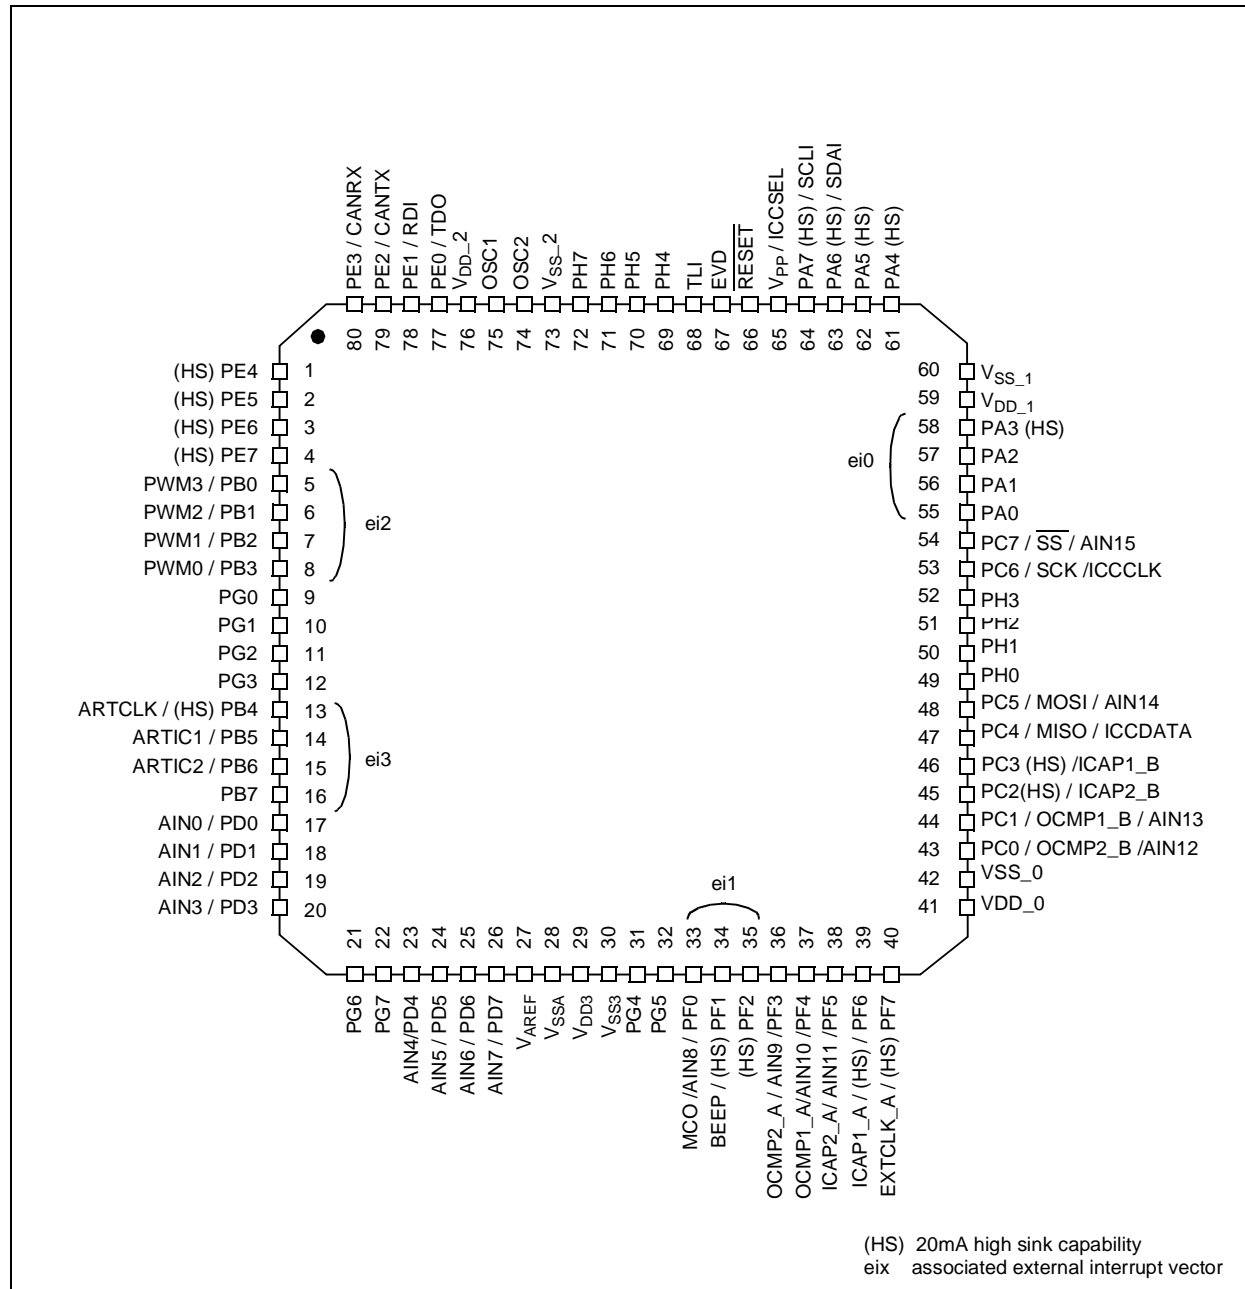 PE3 / CANRX
PE2 / CANTX
PE1 / RDI
PE0 / TDO
VDD_2
OSC1
OSC2
VSS_2
PH7
PH6
PH5
PH4
TLI
EVD
RESET
VPP / ICCSEL
PA7 (HS) / SCLI
PA6 (HS) / SDAI
PA5 (HS)
PA4 (HS)
80 79 78 77 76 75 74 73 72 71 70 69 68 67 66 65 64 63 62 61
(HS) PE4 1
(HS) PE5 2
(HS) PE6 3
(HS) PE7 4
PWM3 / PB0 5
PWM2 / PB1 6
PWM1 / PB2 7
PWM0 / PB3 8
ei2
PG0 9
PG1 10
PG2 11
PG3 12
ARTCLK / (HS) PB4 13
ARTIC1 / PB5 14
ARTIC2 / PB6 15
PB7 16
ei3
AIN0 / PD0 17
AIN1 / PD1 18
AIN2 / PD2 19
AIN3 / PD3 20
60 VSS_1
59 VDD_1
58 PA3 (HS)
57 PA2
56 PA1
55 PA0
ei0
54 PC7 / SS / AIN15
53 PC6 / SCK /ICCCLK
52 PH3
51 PH2
50 PH1
49 PH0
48 PC5 / MOSI / AIN14
47 PC4 / MISO / ICCDATA
46 PC3 (HS) /ICAP1_B
45 PC2(HS) / ICAP2_B
44 PC1 / OCMP1_B / AIN13
43 PC0 / OCMP2_B /AIN12
42 VSS_0
41 VDD_0
ei1
21 22 23 24 25 26 27 28 29 30 31 32 33 34 35 36 37 38 39 40
PG6
PG7
AIN4/PD4
AIN5 / PD5
AIN6 / PD6
AIN7 / PD7
VAREF
VSSA
VDD3
VSS3
PG4
PG5
MCO /AIN8 / PF0
BEEP / (HS) PF1
(HS) PF2
OCMP2_A / AIN9 /PF3
OCMP1_A/AIN10 /PF4
ICAP2_A/ AIN11 /PF5
ICAP1_A / (HS) / PF6
EXTCLK_A / (HS) PF7
(HS) 20mA high sink capability
eix associated external interrupt vector